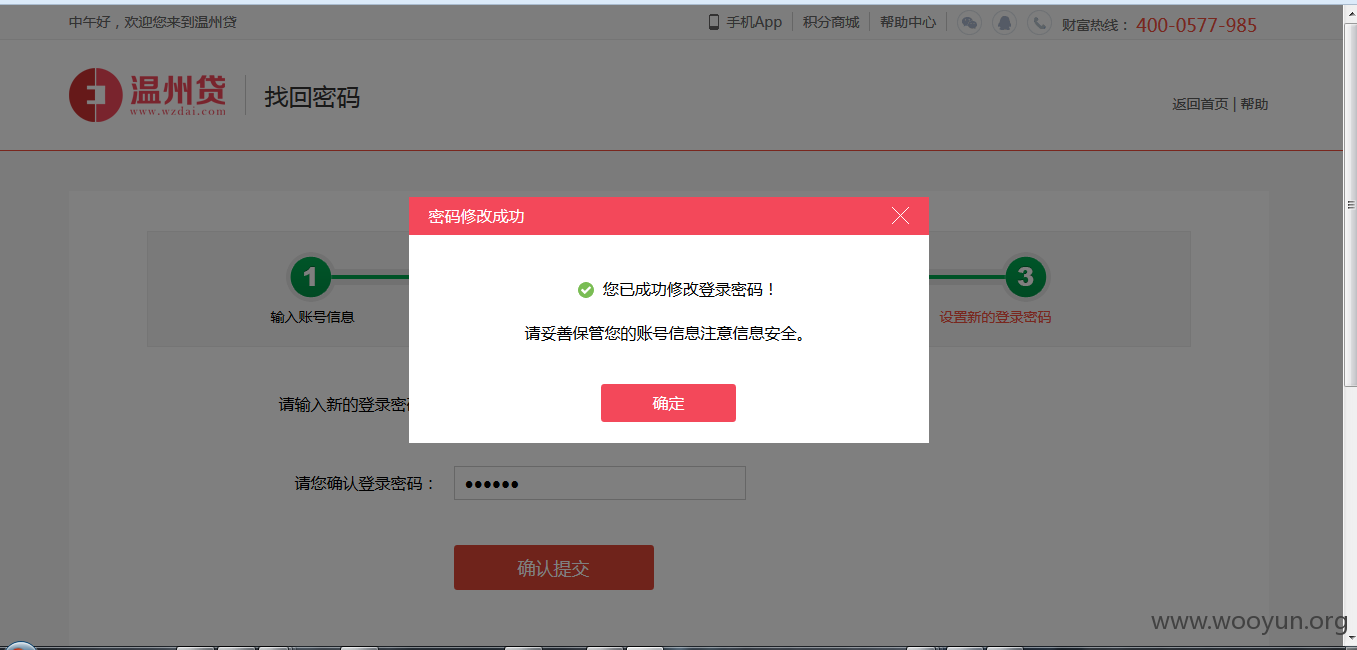 中午好，欢迎您来到温州贷
手机App 积分商城 帮助中心 财富热线： 400-0577-985
温州贷
www.wzdai.com
找回密码
返回首页 | 帮助
密码修改成功
您已成功修改登录密码！
请妥善保管您的账号信息注意信息安全。
确定
1
3
输入账号信息
设置新的登录密码
请输入新的登录密
请您确认登录密码：
确认提交
www.wooyun.org